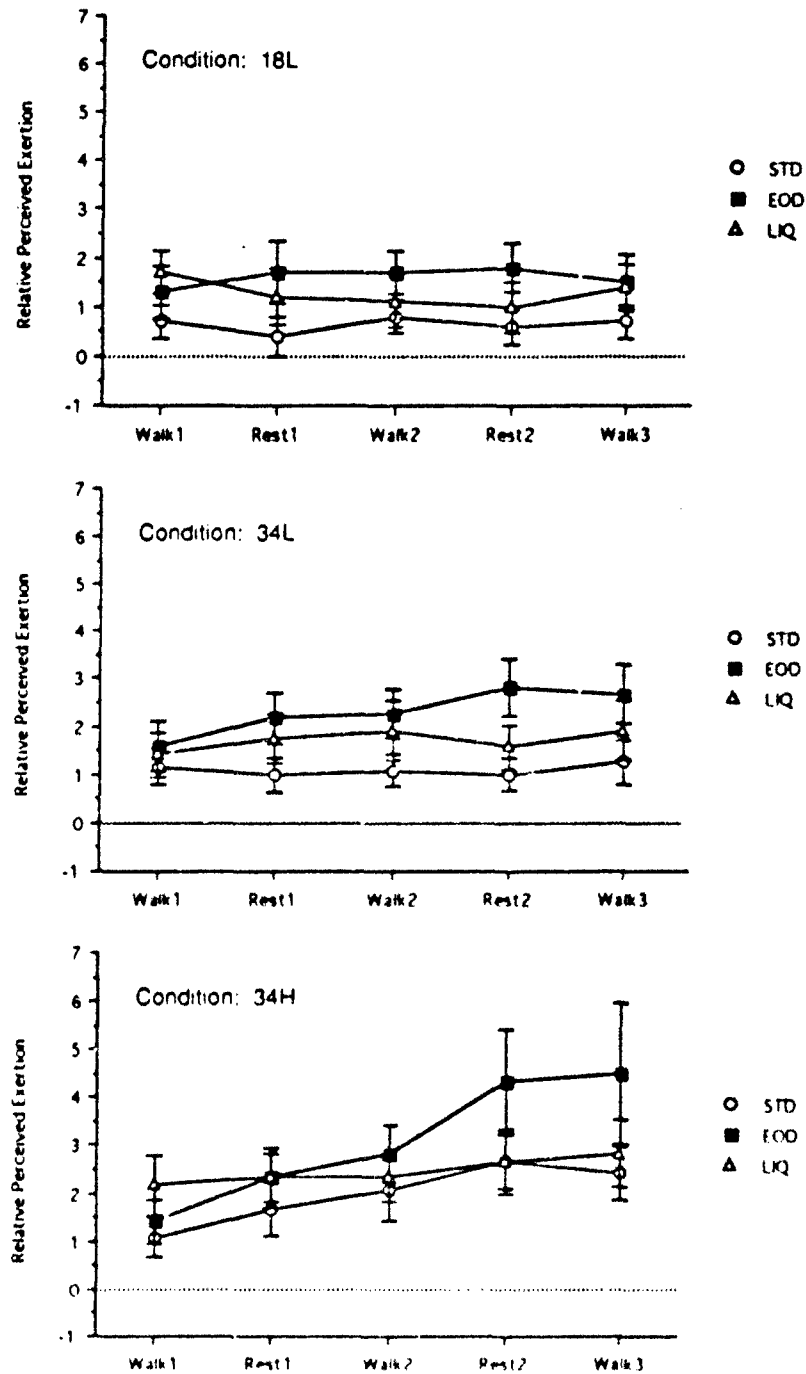 Relative Perceived Exertion
7
6
5
4
3
2
1
0
-1
Condition: 18L
Walk1 Rest1 Walk2 Rest2 Walk3
STD
EOD
LIQ
Relative Perceived Exertion
7
6
5
4
3
2
1
0
-1
Condition: 34L
Walk1 Rest1 Walk2 Rest2 Walk3
STD
EOD
LIQ
Relative Perceived Exertion
7
6
5
4
3
2
1
0
-1
Condition: 34H
Walk1 Rest1 Walk2 Rest2 Walk3
STD
EOD
LIQ